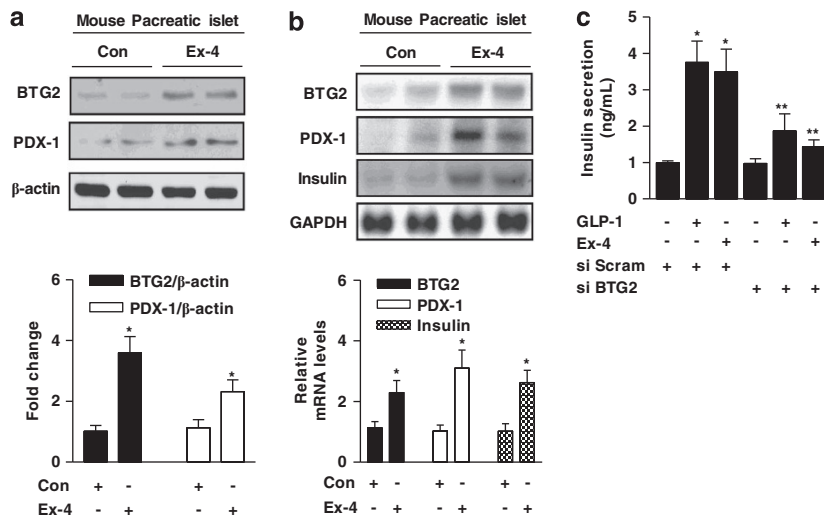 a
Mouse Pacreatic islet
Con Ex-4
BTG2
PDX-1
β-actin
6
4
2
0
Fold change
BTG2/β-actin
PDX-1/β-actin
* *
Con + - + -
Ex-4 - + - +
b
Mouse Pacreatic islet
Con Ex-4
BTG2
PDX-1
Insulin
GAPDH
6
4
2
0
Relative
mRNA levels
BTG2
PDX-1
Insulin
* * *
Con + - + - + -
Ex-4 - + - + - +
c
Insulin secretion
(ng/mL)
5
4
3
2
1
0
* * ** **
GLP-1 - + - - + -
Ex-4 - - + - - +
si Scram + + +
si BTG2 + + +